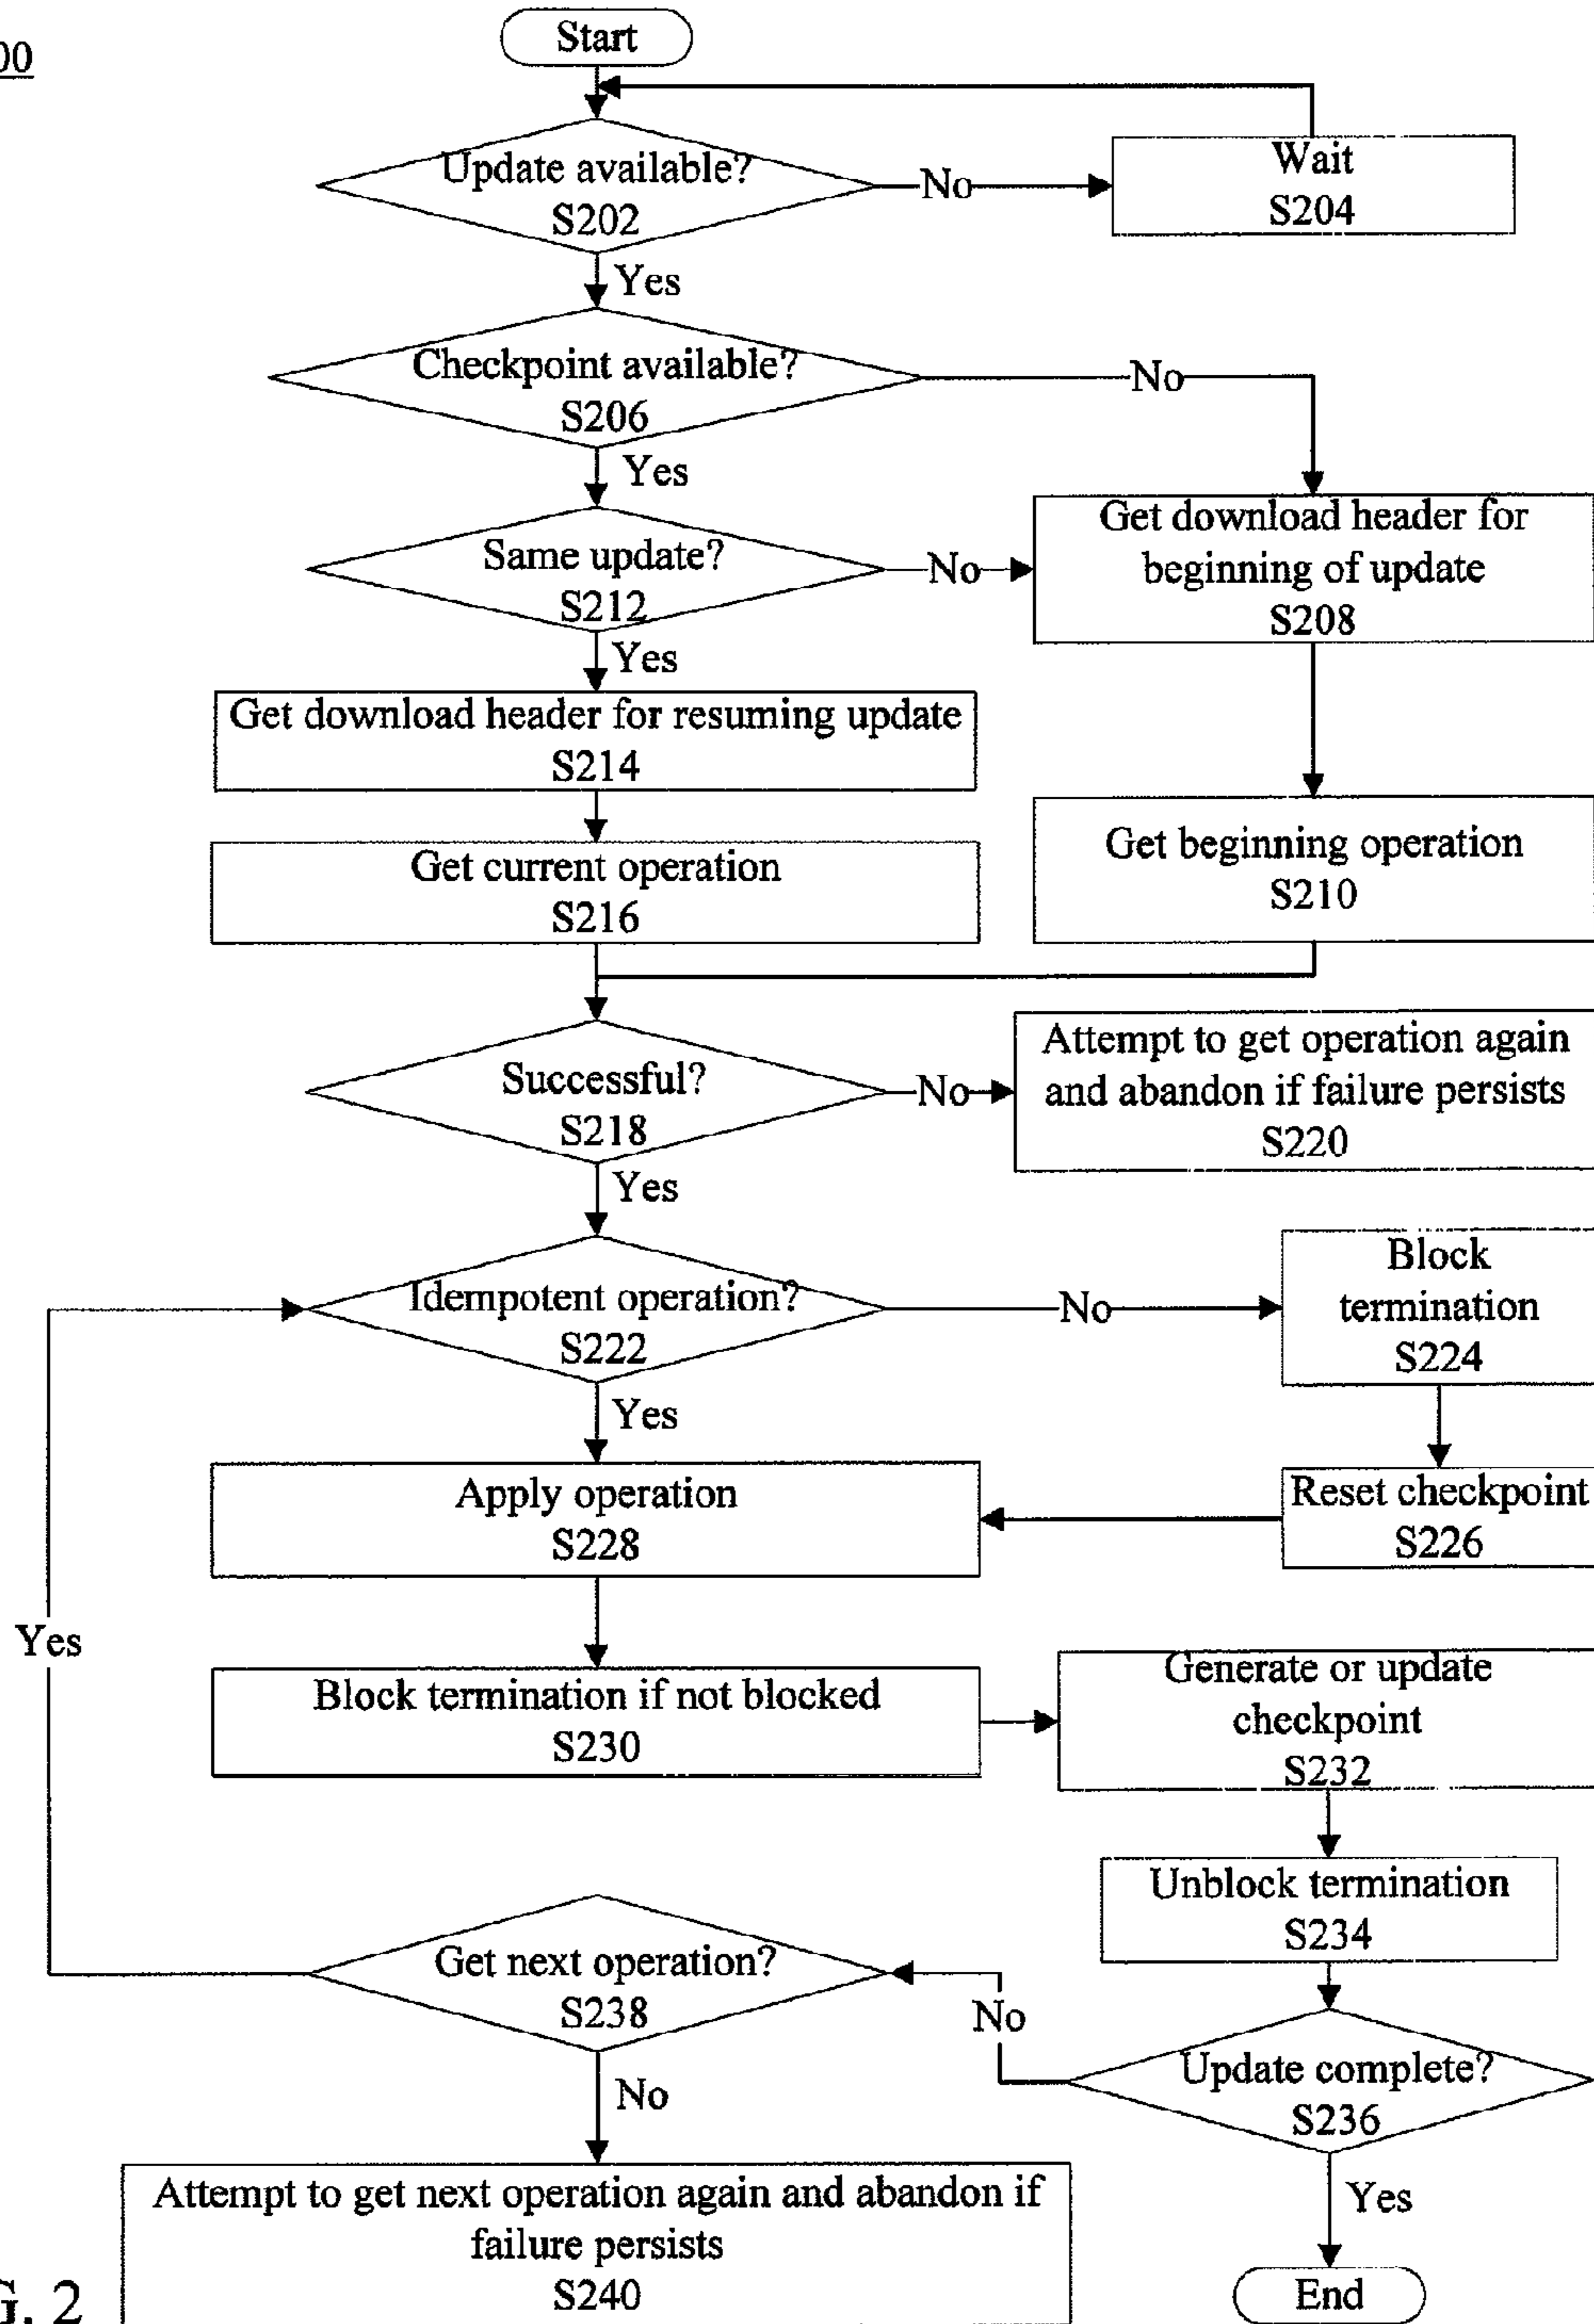 00
Start
Update available?
S202
No
Wait
S204
Yes
Checkpoint available?
S206
No
Yes
Same update?
S212
No
Get download header for
beginning of update
S208
Yes
Get download header for resuming update
S214
Get current operation
S216
Get beginning operation
S210
Successful?
S218
No
Attempt to get operation again
and abandon if failure persists
S220
Yes
Idempotent operation?
S222
No
Block
termination
S224
Yes
Apply operation
S228
Reset checkpoint
S226
Yes
Block termination if not blocked
S230
Generate or update
checkpoint
S232
Unblock termination
S234
Get next operation?
S238
No
Update complete?
S236
No
Yes
Attempt to get next operation again and abandon if
failure persists
S240
End
G. 2